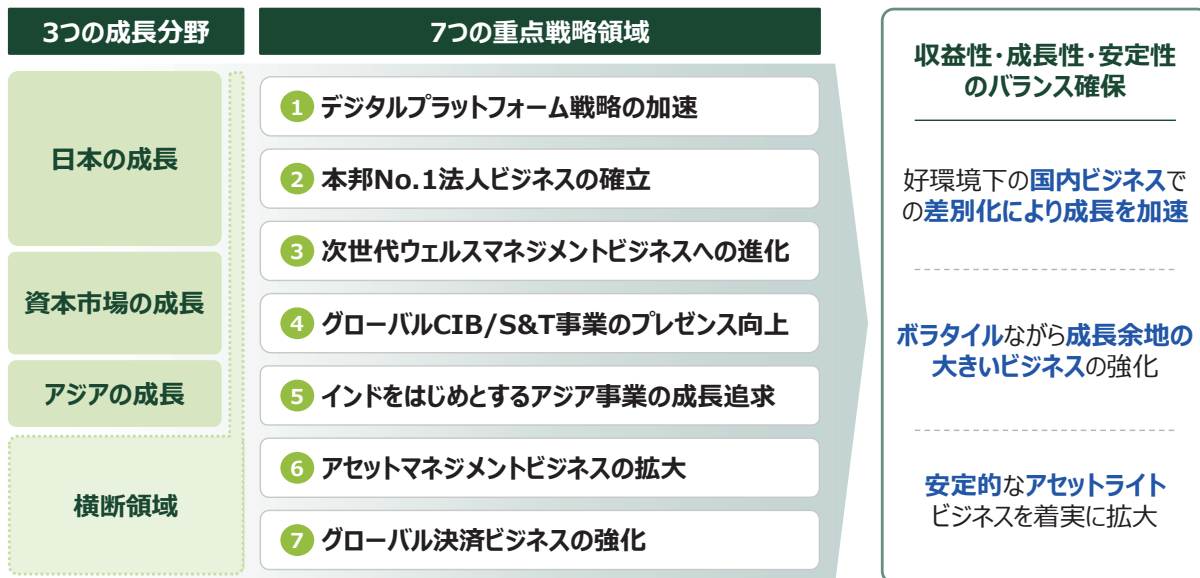 3つの成長分野
7つの重点戦略領域
日本の成長
資本市場の成長
アジアの成長
横断領域
1 デジタルプラットフォーム戦略の加速
2 本邦No.1法人ビジネスの確立
3 次世代ウェルスマネジメントビジネスへの進化
4 グローバルCIB/S&T事業のプレゼンス向上
5 インドをはじめとするアジア事業の成長追求
6 アセットマネジメントビジネスの拡大
7 グローバル決済ビジネスの強化
収益性・成長性・安定性
のバランス確保
好環境下の国内ビジネスで
の差別化により成長を加速
ボラタイルながら成長余地の
大きいビジネスの強化
安定的なアセットライト
ビジネスを着実に拡大